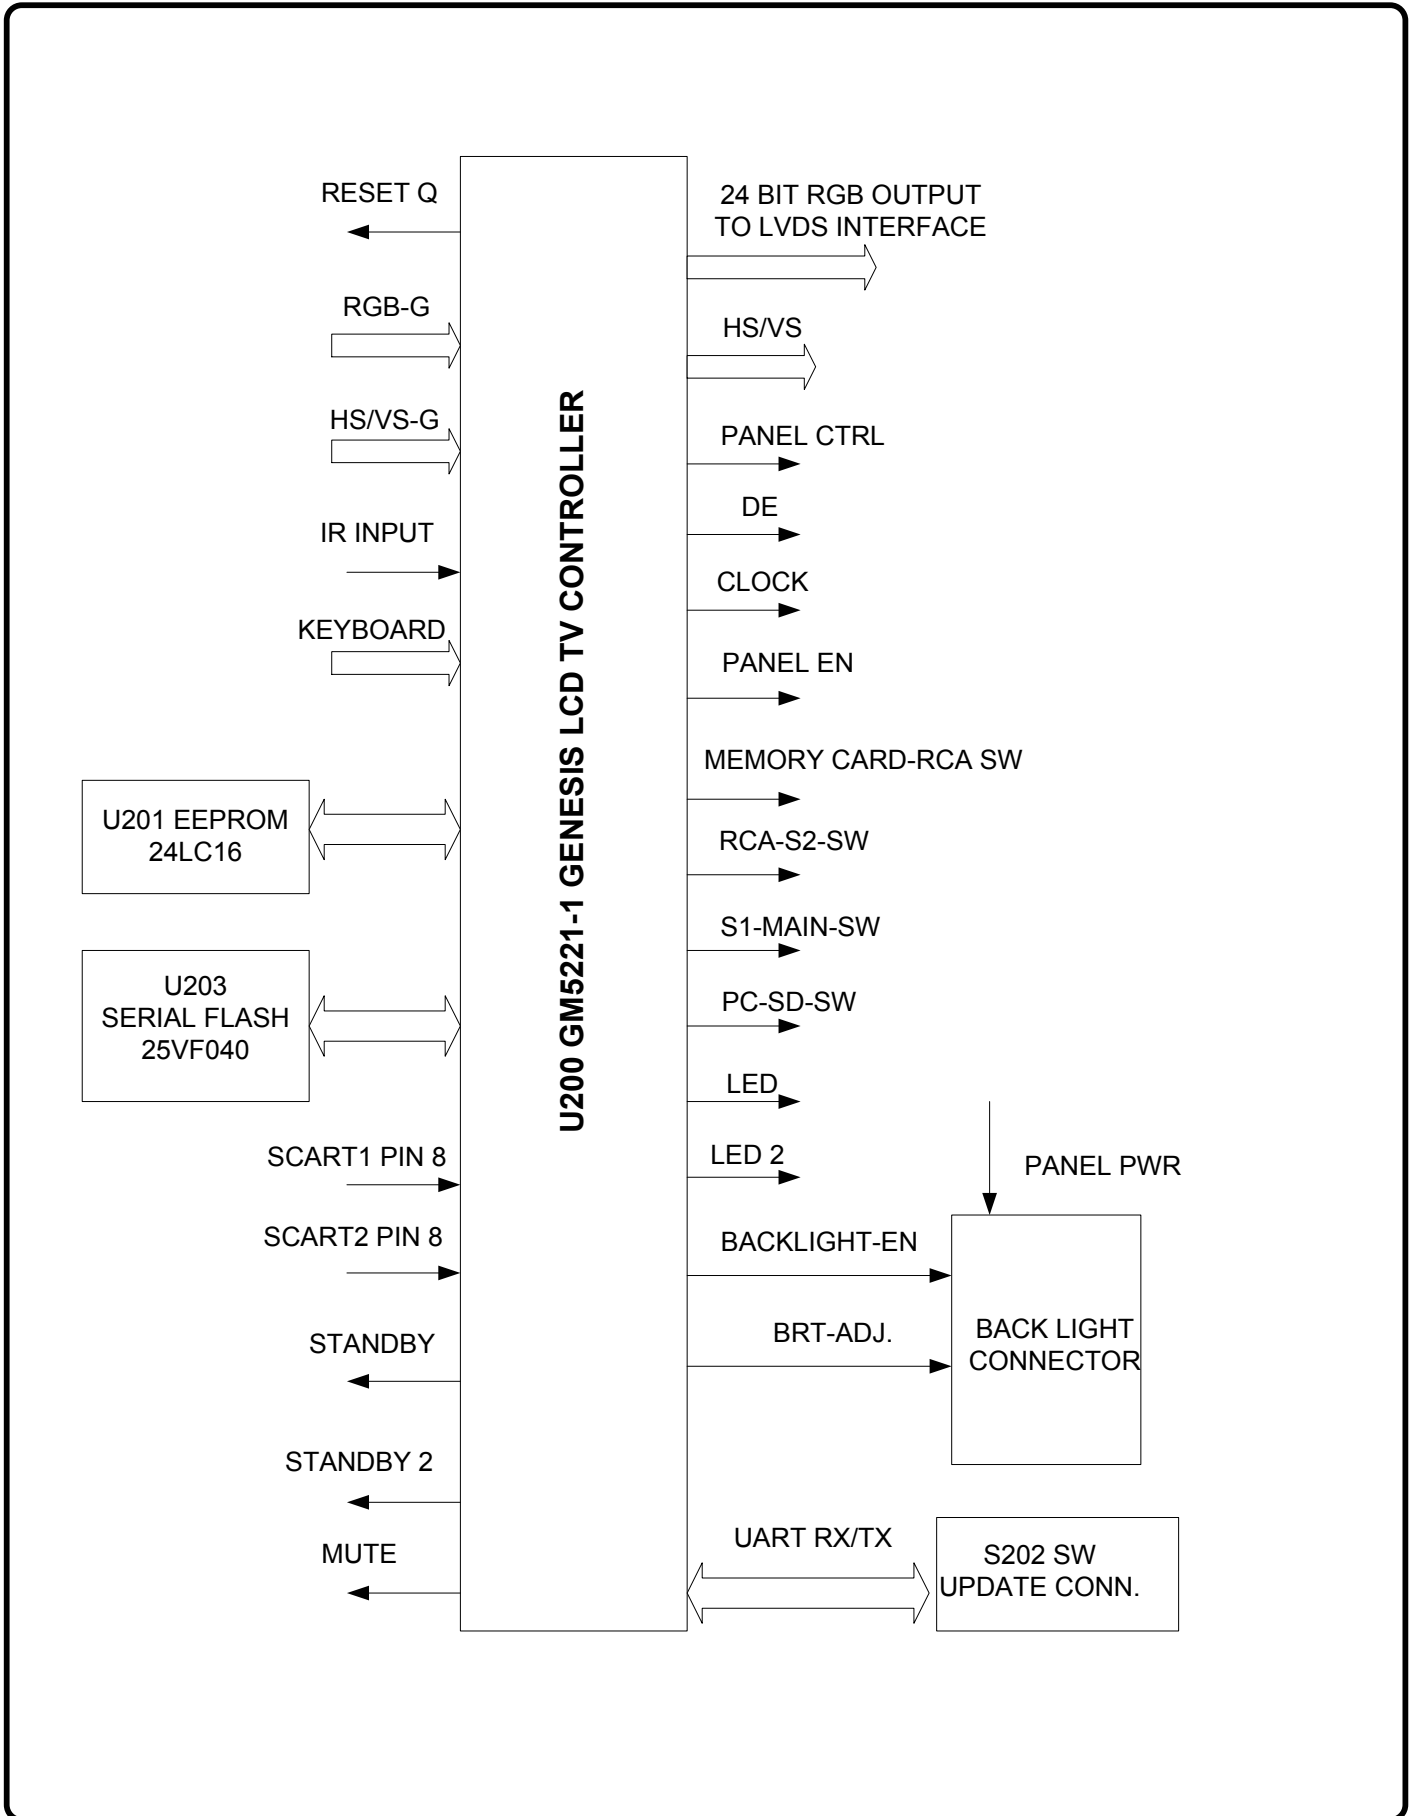 RESET Q
RGB-G
HS/VS-G
IR INPUT
KEYBOARD
U201 EEPROM
24LC16
U203
SERIAL FLASH
25VF040
SCART1 PIN 8
SCART2 PIN 8
STANDBY
STANDBY 2
MUTE
U200 GM5221-1 GENESIS LCD TV CONTROLLER
24 BIT RGB OUTPUT
TO LVDS INTERFACE
HS/VS
PANEL CTRL
DE
CLOCK
PANEL EN
MEMORY CARD-RCA SW
RCA-S2-SW
S1-MAIN-SW
PC-SD-SW
LED
LED 2
PANEL PWR
BACKLIGHT-EN
BRT-ADJ.
BACK LIGHT
CONNECTOR
UART RX/TX
S202 SW
UPDATE CONN.